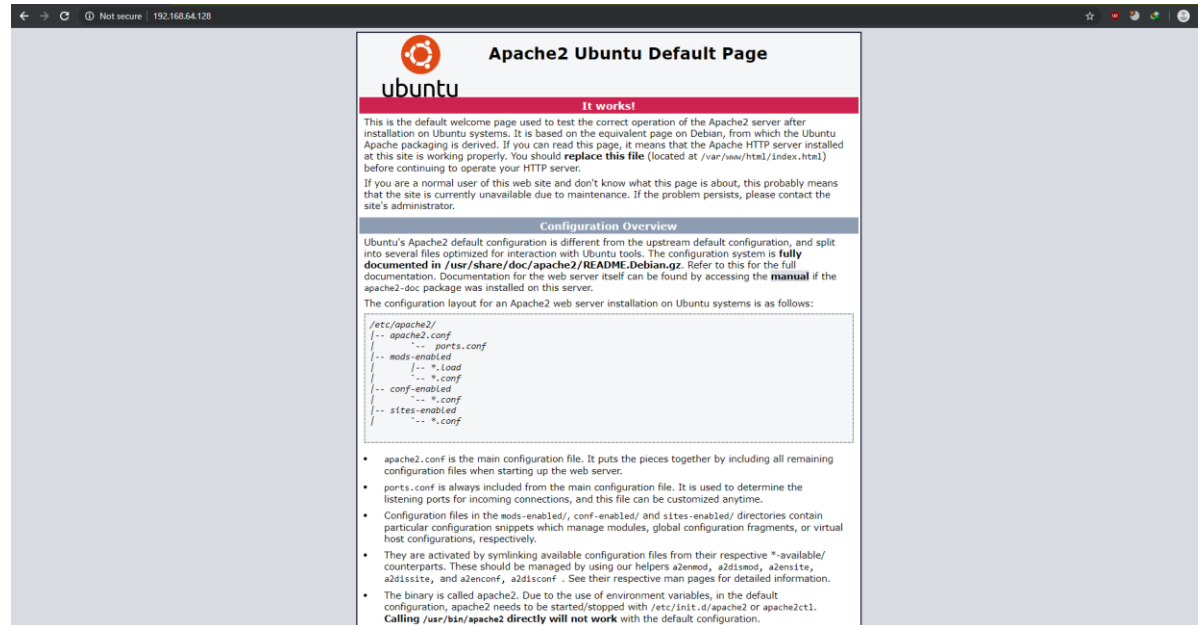 Not secure | 192.168.64.128
Apache2 Ubuntu Default Page
ubuntu
It works!
This is the default welcome page used to test the correct operation of the Apache2 server after
installation on Ubuntu systems. It is based on the equivalent page on Debian, from which the Ubuntu
Apache packaging is derived. If you can read this page, it means that the Apache HTTP server installed
at this site is working properly. You should replace this file (located at /var/www/html/index.html)
before continuing to operate your HTTP server.
If you are a normal user of this web site and don't know what this page is about, this probably means
that the site is currently unavailable due to maintenance. If the problem persists, please contact the
site's administrator.
Configuration Overview
Ubuntu's Apache2 default configuration is different from the upstream default configuration, and split
into several files optimized for interaction with Ubuntu tools. The configuration system is fully
documented in /usr/share/doc/apache2/README.Debian.gz. Refer to this for the full
documentation. Documentation for the web server itself can be found by accessing the manual if the
apache2-doc package was installed on this server.
The configuration layout for an Apache2 web server installation on Ubuntu systems is as follows:
/etc/apache2/
|-- apache2.conf
|       `--  ports.conf
|-- mods-enabled
|       |-- *.load
|       `-- *.conf
|-- conf-enabled
|       `-- *.conf
|-- sites-enabled
|       `-- *.conf
• apache2.conf is the main configuration file. It puts the pieces together by including all remaining
configuration files when starting up the web server.
• ports.conf is always included from the main configuration file. It is used to determine the
listening ports for incoming connections, and this file can be customized anytime.
• Configuration files in the mods-enabled/, conf-enabled/ and sites-enabled/ directories contain
particular configuration snippets which manage modules, global configuration fragments, or virtual
host configurations, respectively.
• They are activated by symlinking available configuration files from their respective *-available/
counterparts. These should be managed by using our helpers a2enmod, a2dismod, a2ensite,
a2dissite, and a2enconf, a2disconf . See their respective man pages for detailed information.
• The binary is called apache2. Due to the use of environment variables, in the default
configuration, apache2 needs to be started/stopped with /etc/init.d/apache2 or apache2ctl.
Calling /usr/bin/apache2 directly will not work with the default configuration.